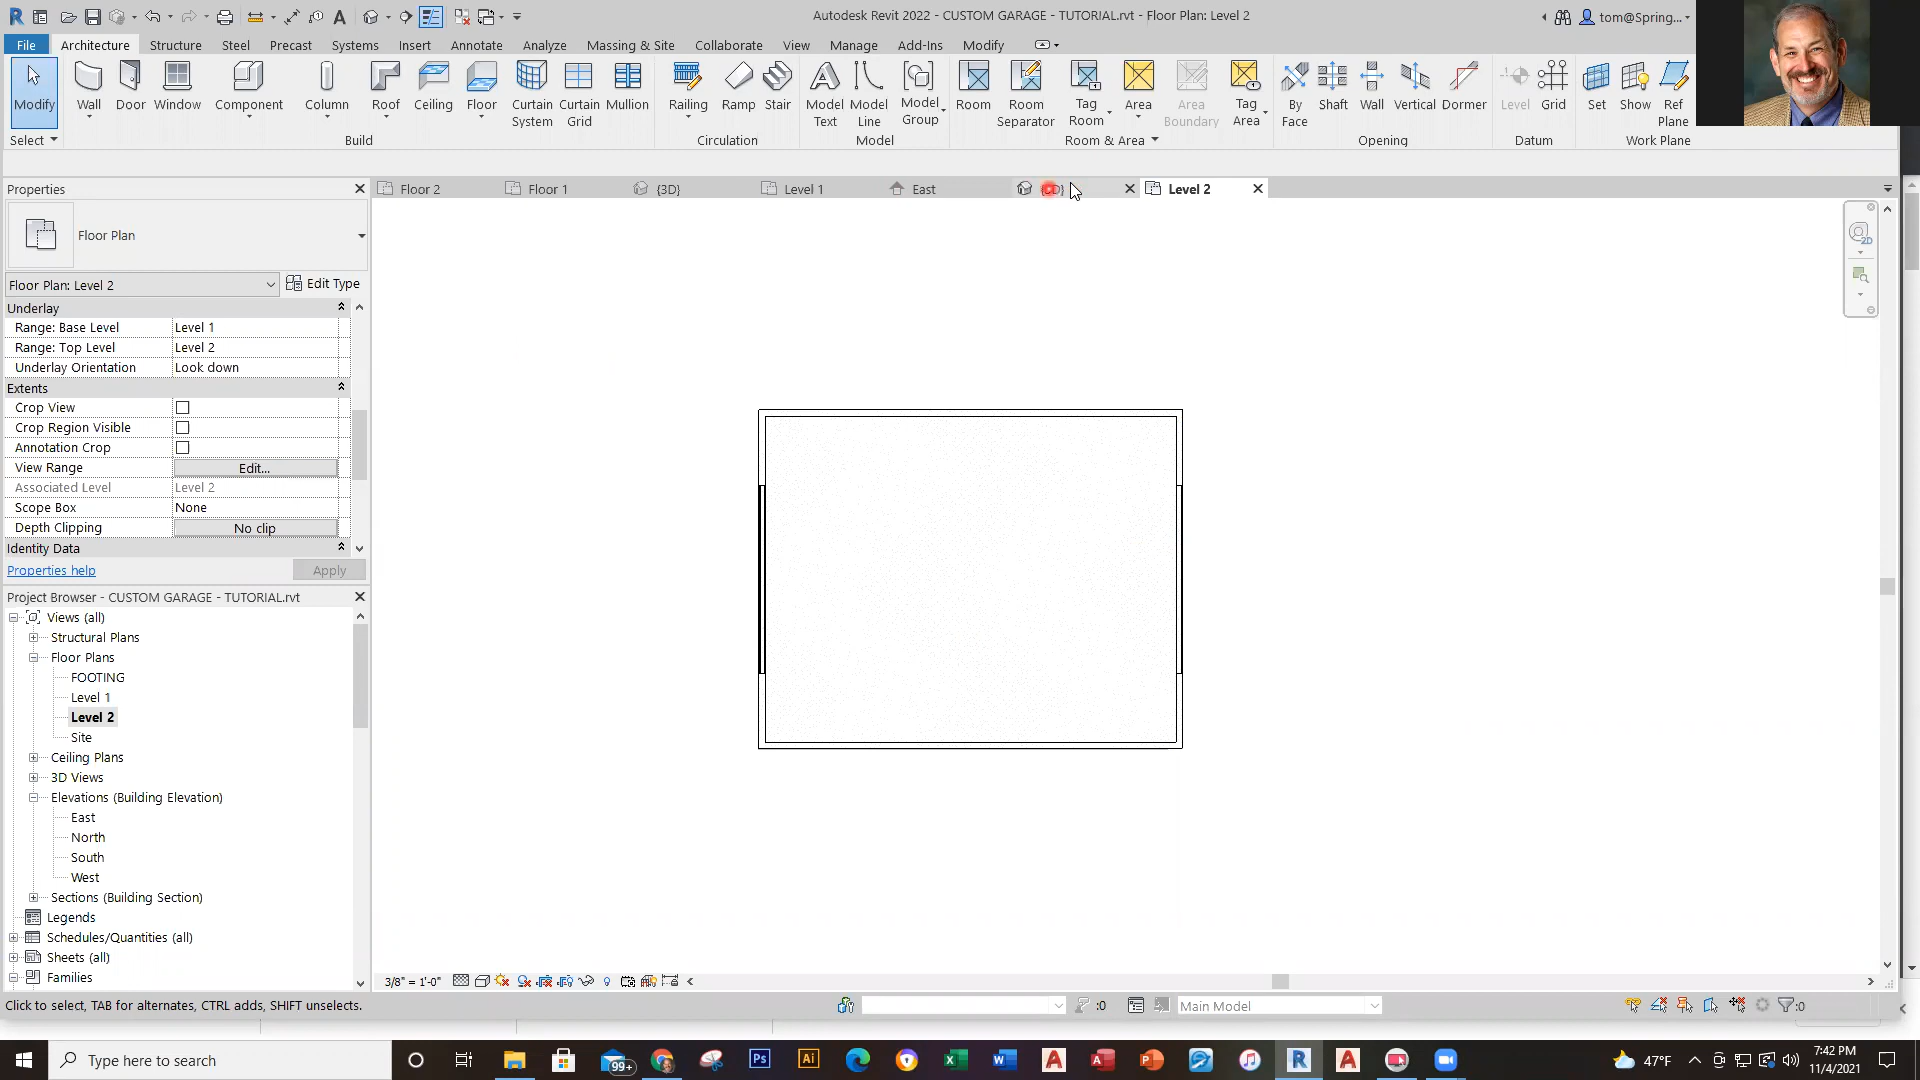 Autodesk Revit 2022 - CUSTOM GARAGE - TUTORIAL.rvt - Floor Plan: Level 2
tom@Spring...
File Architecture Structure Steel Precast Systems Insert Annotate Analyze Massing & Site Collaborate View Manage Add-Ins Modify
Modify Wall Door Window Component Column Roof Ceiling Floor Curtain System Curtain Grid Mullion Railing Ramp Stair Model Text Model Line Model Group Room Room Separator Tag Room Area Area Boundary Tag Area By Face Shaft Wall Vertical Dormer Level Grid Set Show Ref Plane
Select Build Circulation Model Room & Area Opening Datum Work Plane
Properties
Floor 2 Floor 1 {3D} Level 1 East Level 2
Floor Plan
Floor Plan: Level 2 Edit Type
Underlay
Range: Base Level Level 1
Range: Top Level Level 2
Underlay Orientation Look down
Extents
Crop View
Crop Region Visible
Annotation Crop
View Range Edit...
Associated Level Level 2
Scope Box None
Depth Clipping No clip
Identity Data
Properties help Apply
Project Browser - CUSTOM GARAGE - TUTORIAL.rvt
Views (all)
Structural Plans
Floor Plans
FOOTING
Level 1
Level 2
Site
Ceiling Plans
3D Views
Elevations (Building Elevation)
East
North
South
West
Sections (Building Section)
Legends
Schedules/Quantities (all)
Sheets (all)
Families
3/8" = 1'-0"
Click to select, TAB for alternates, CTRL adds, SHIFT unselects.
:0
Main Model
:0
Type here to search
99+
47°F
7:42 PM
11/4/2021